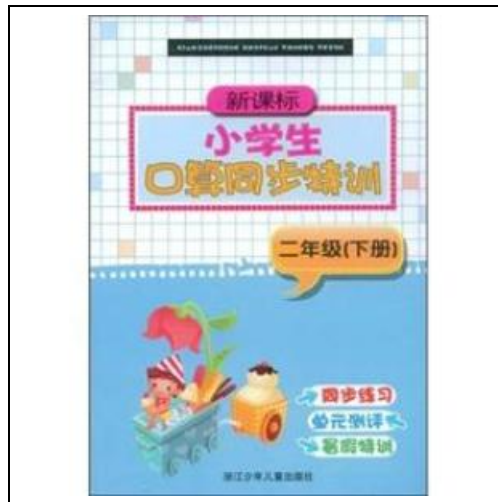 新课标
小学生
口算同步特训
二年级(下册)
同步练习
单元测评
暑假特训
浙江少年儿童出版社